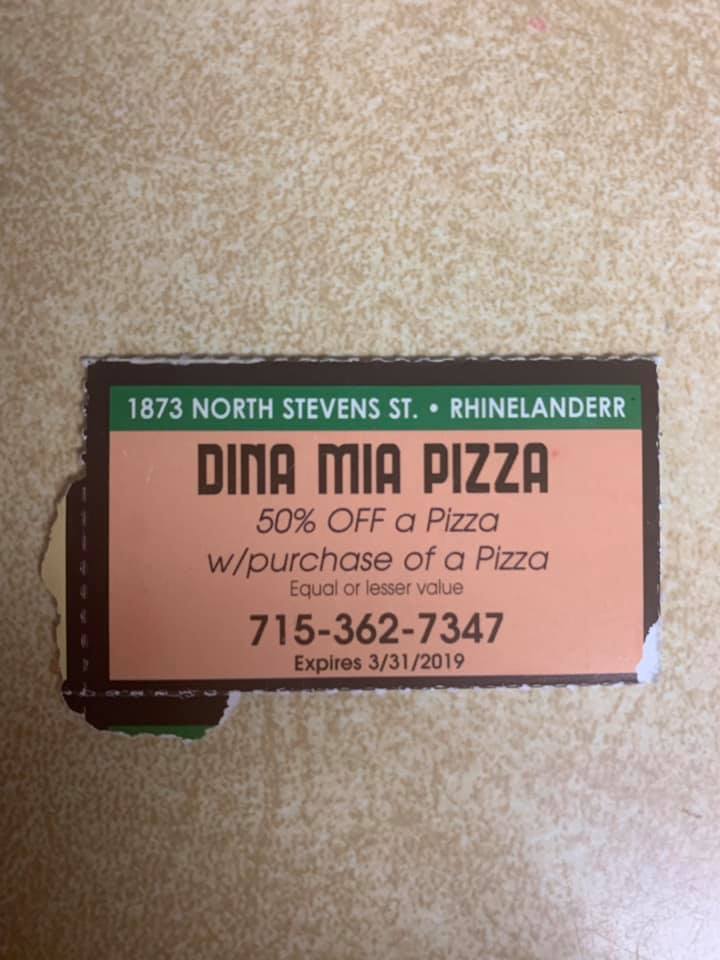 1873 NORTH STEVENS ST. • RHINELANDERR
DINA MIA PIZZA
50% OFF a Pizza
w/purchase of a Pizza
Equal or lesser value
715-362-7347
Expires 3/31/2019